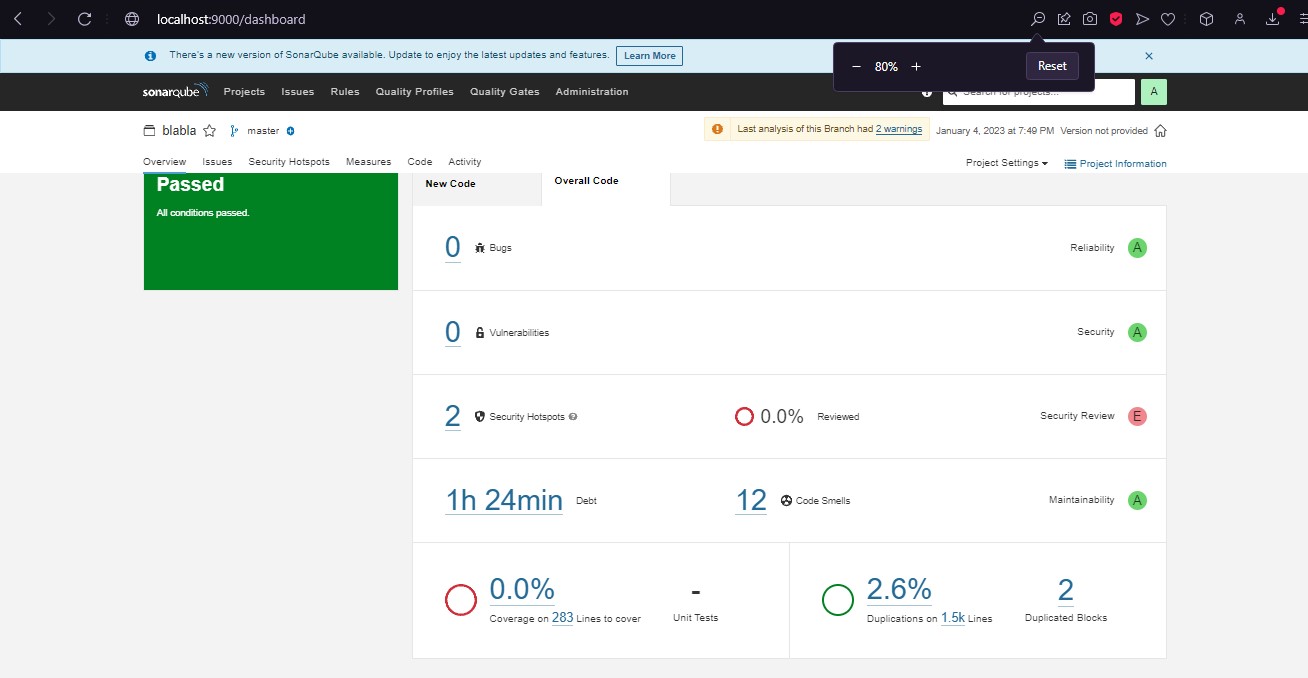 localhost:9000/dashboard
There's a new version of SonarQube available. Update to enjoy the latest updates and features. Learn More
80% Reset
sonarqube Projects Issues Rules Quality Profiles Quality Gates Administration Search for projects... A
blabla master Last analysis of this Branch had 2 warnings January 4, 2023 at 7:49 PM Version not provided
Overview Issues Security Hotspots Measures Code Activity Project Settings Project Information
Passed
All conditions passed.
New Code Overall Code
0 Bugs Reliability A
0 Vulnerabilities Security A
2 Security Hotspots 0.0% Reviewed Security Review E
1h 24min Debt 12 Code Smells Maintainability A
0.0% - 2.6% 2
Coverage on 283 Lines to cover Unit Tests Duplications on 1.5k Lines Duplicated Blocks